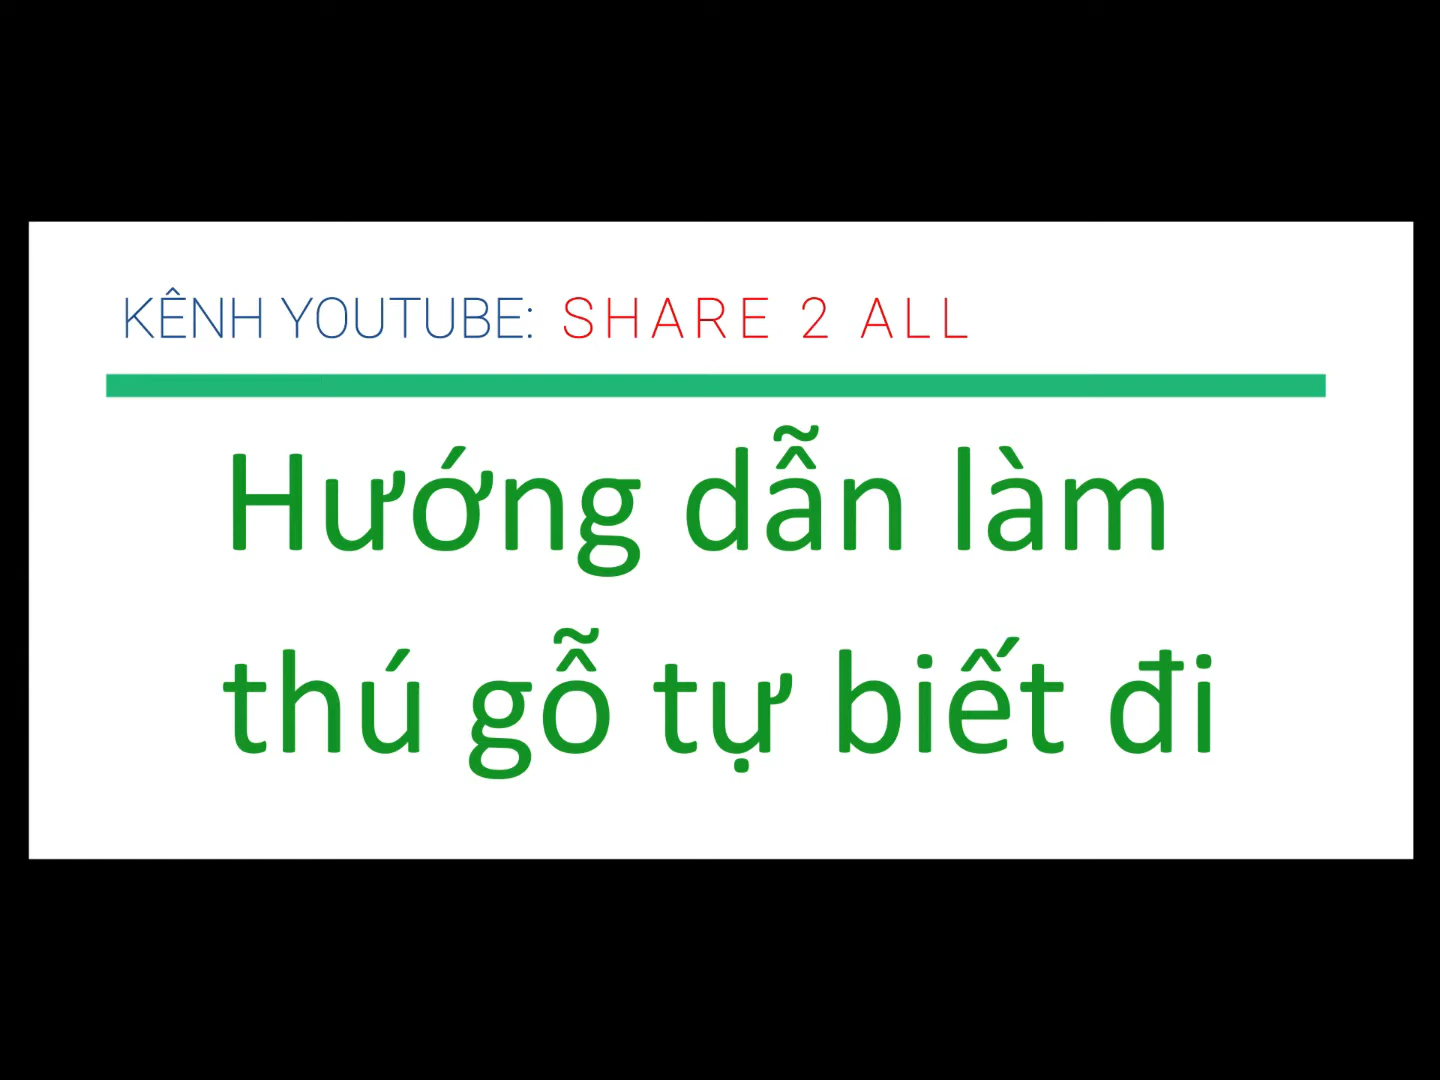 KÊNH YOUTUBE: SHARE 2 ALL
Hướng dẫn làm
thú gỗ tự biết đi